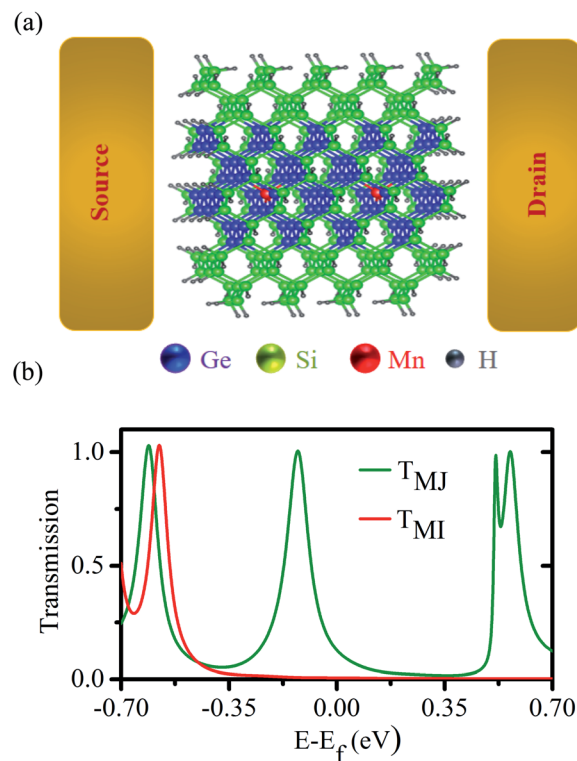 (a)
Source
Drain
Ge Si Mn H
(b)
Transmission
1.0
0.5
0.0
T_MJ
T_MI
-0.70 -0.35 0.00 0.35 0.70
E-E_f (eV)